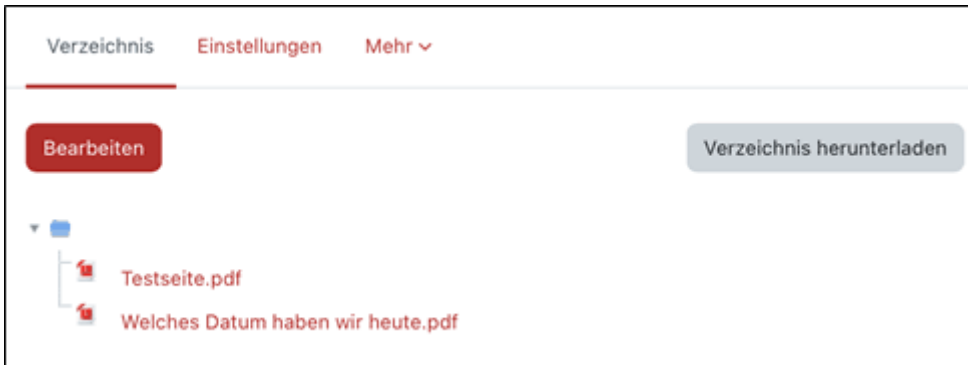 Verzeichnis Einstellungen Mehr
Bearbeiten Verzeichnis herunterladen
Testseite.pdf
Welches Datum haben wir heute.pdf